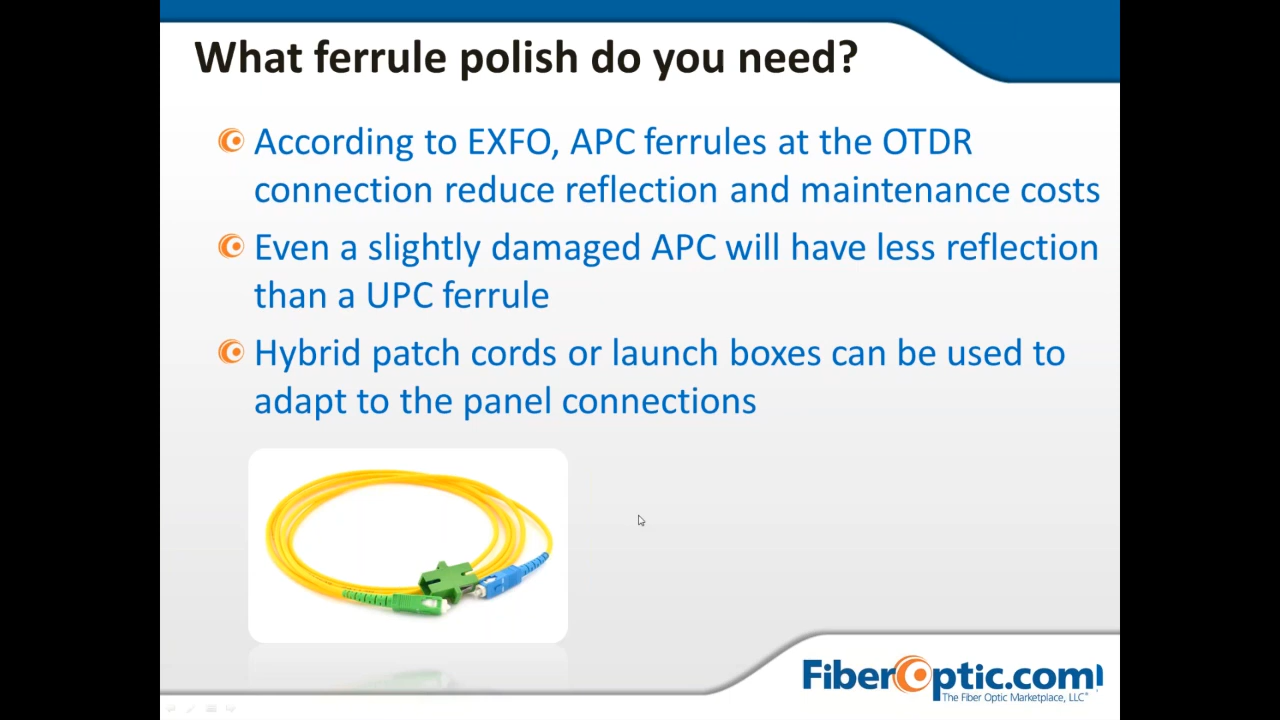 What ferrule polish do you need?
According to EXFO, APC ferrules at the OTDR
connection reduce reflection and maintenance costs
Even a slightly damaged APC will have less reflection
than a UPC ferrule
Hybrid patch cords or launch boxes can be used to
adapt to the panel connections
FiberOptic.com
The Fiber Optic Marketplace, LLC